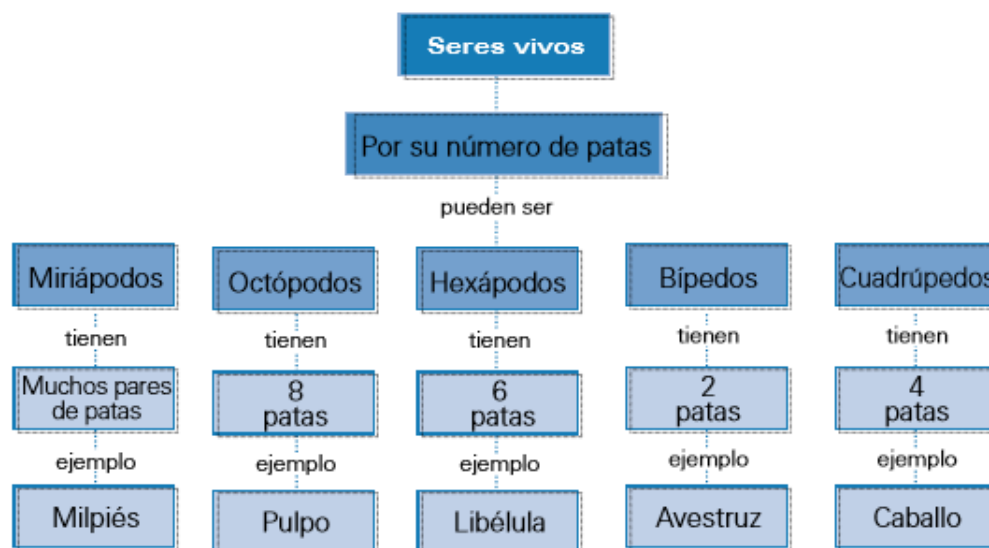 Seres vivos
Por su número de patas
pueden ser
Miriápodos
Octópodos
Hexápodos
Bípedos
Cuadrúpedos
tienen
tienen
tienen
tienen
tienen
Muchos pares
de patas
8
patas
6
patas
2
patas
4
patas
ejemplo
ejemplo
ejemplo
ejemplo
ejemplo
Milpiés
Pulpo
Libélula
Avestruz
Caballo